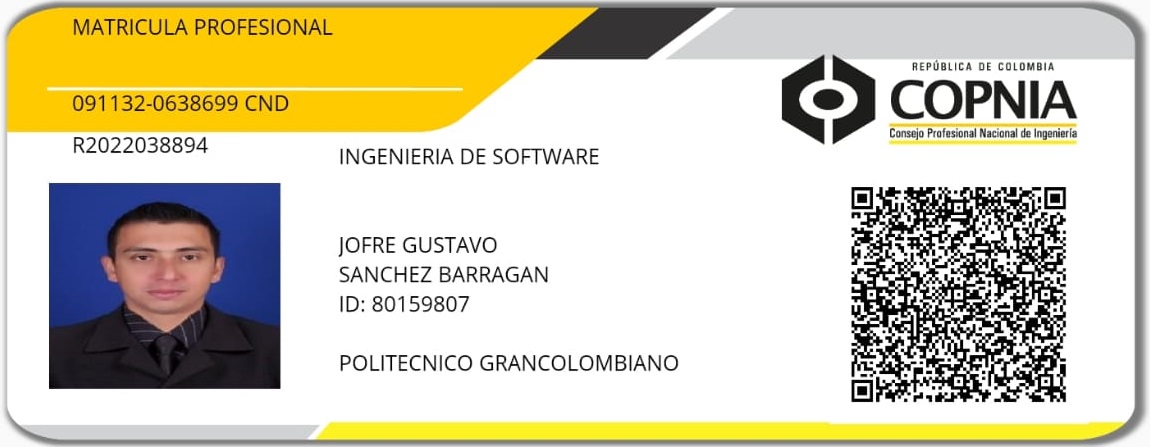 MATRICULA PROFESIONAL
091132-0638699 CND
R2022038894
REPÚBLICA DE COLOMBIA
COPNIA
Consejo Profesional Nacional de Ingeniería
INGENIERIA DE SOFTWARE
JOFRE GUSTAVO
SANCHEZ BARRAGAN
ID: 80159807
POLITECNICO GRANCOLOMBIANO